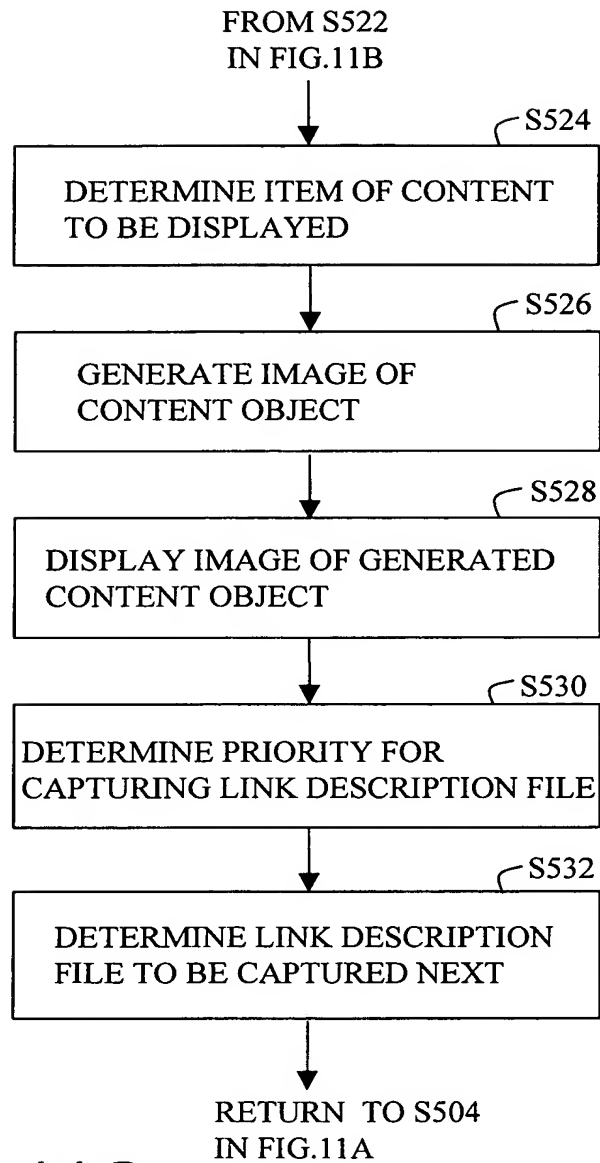 FROM S522
IN FIG.11B
S524
DETERMINE ITEM OF CONTENT
TO BE DISPLAYED
S526
GENERATE IMAGE OF
CONTENT OBJECT
S528
DISPLAY IMAGE OF GENERATED
CONTENT OBJECT
S530
DETERMINE PRIORITY FOR
CAPTURING LINK DESCRIPTION FILE
S532
DETERMINE LINK DESCRIPTION
FILE TO BE CAPTURED NEXT
RETURN TO S504
IN FIG.11A